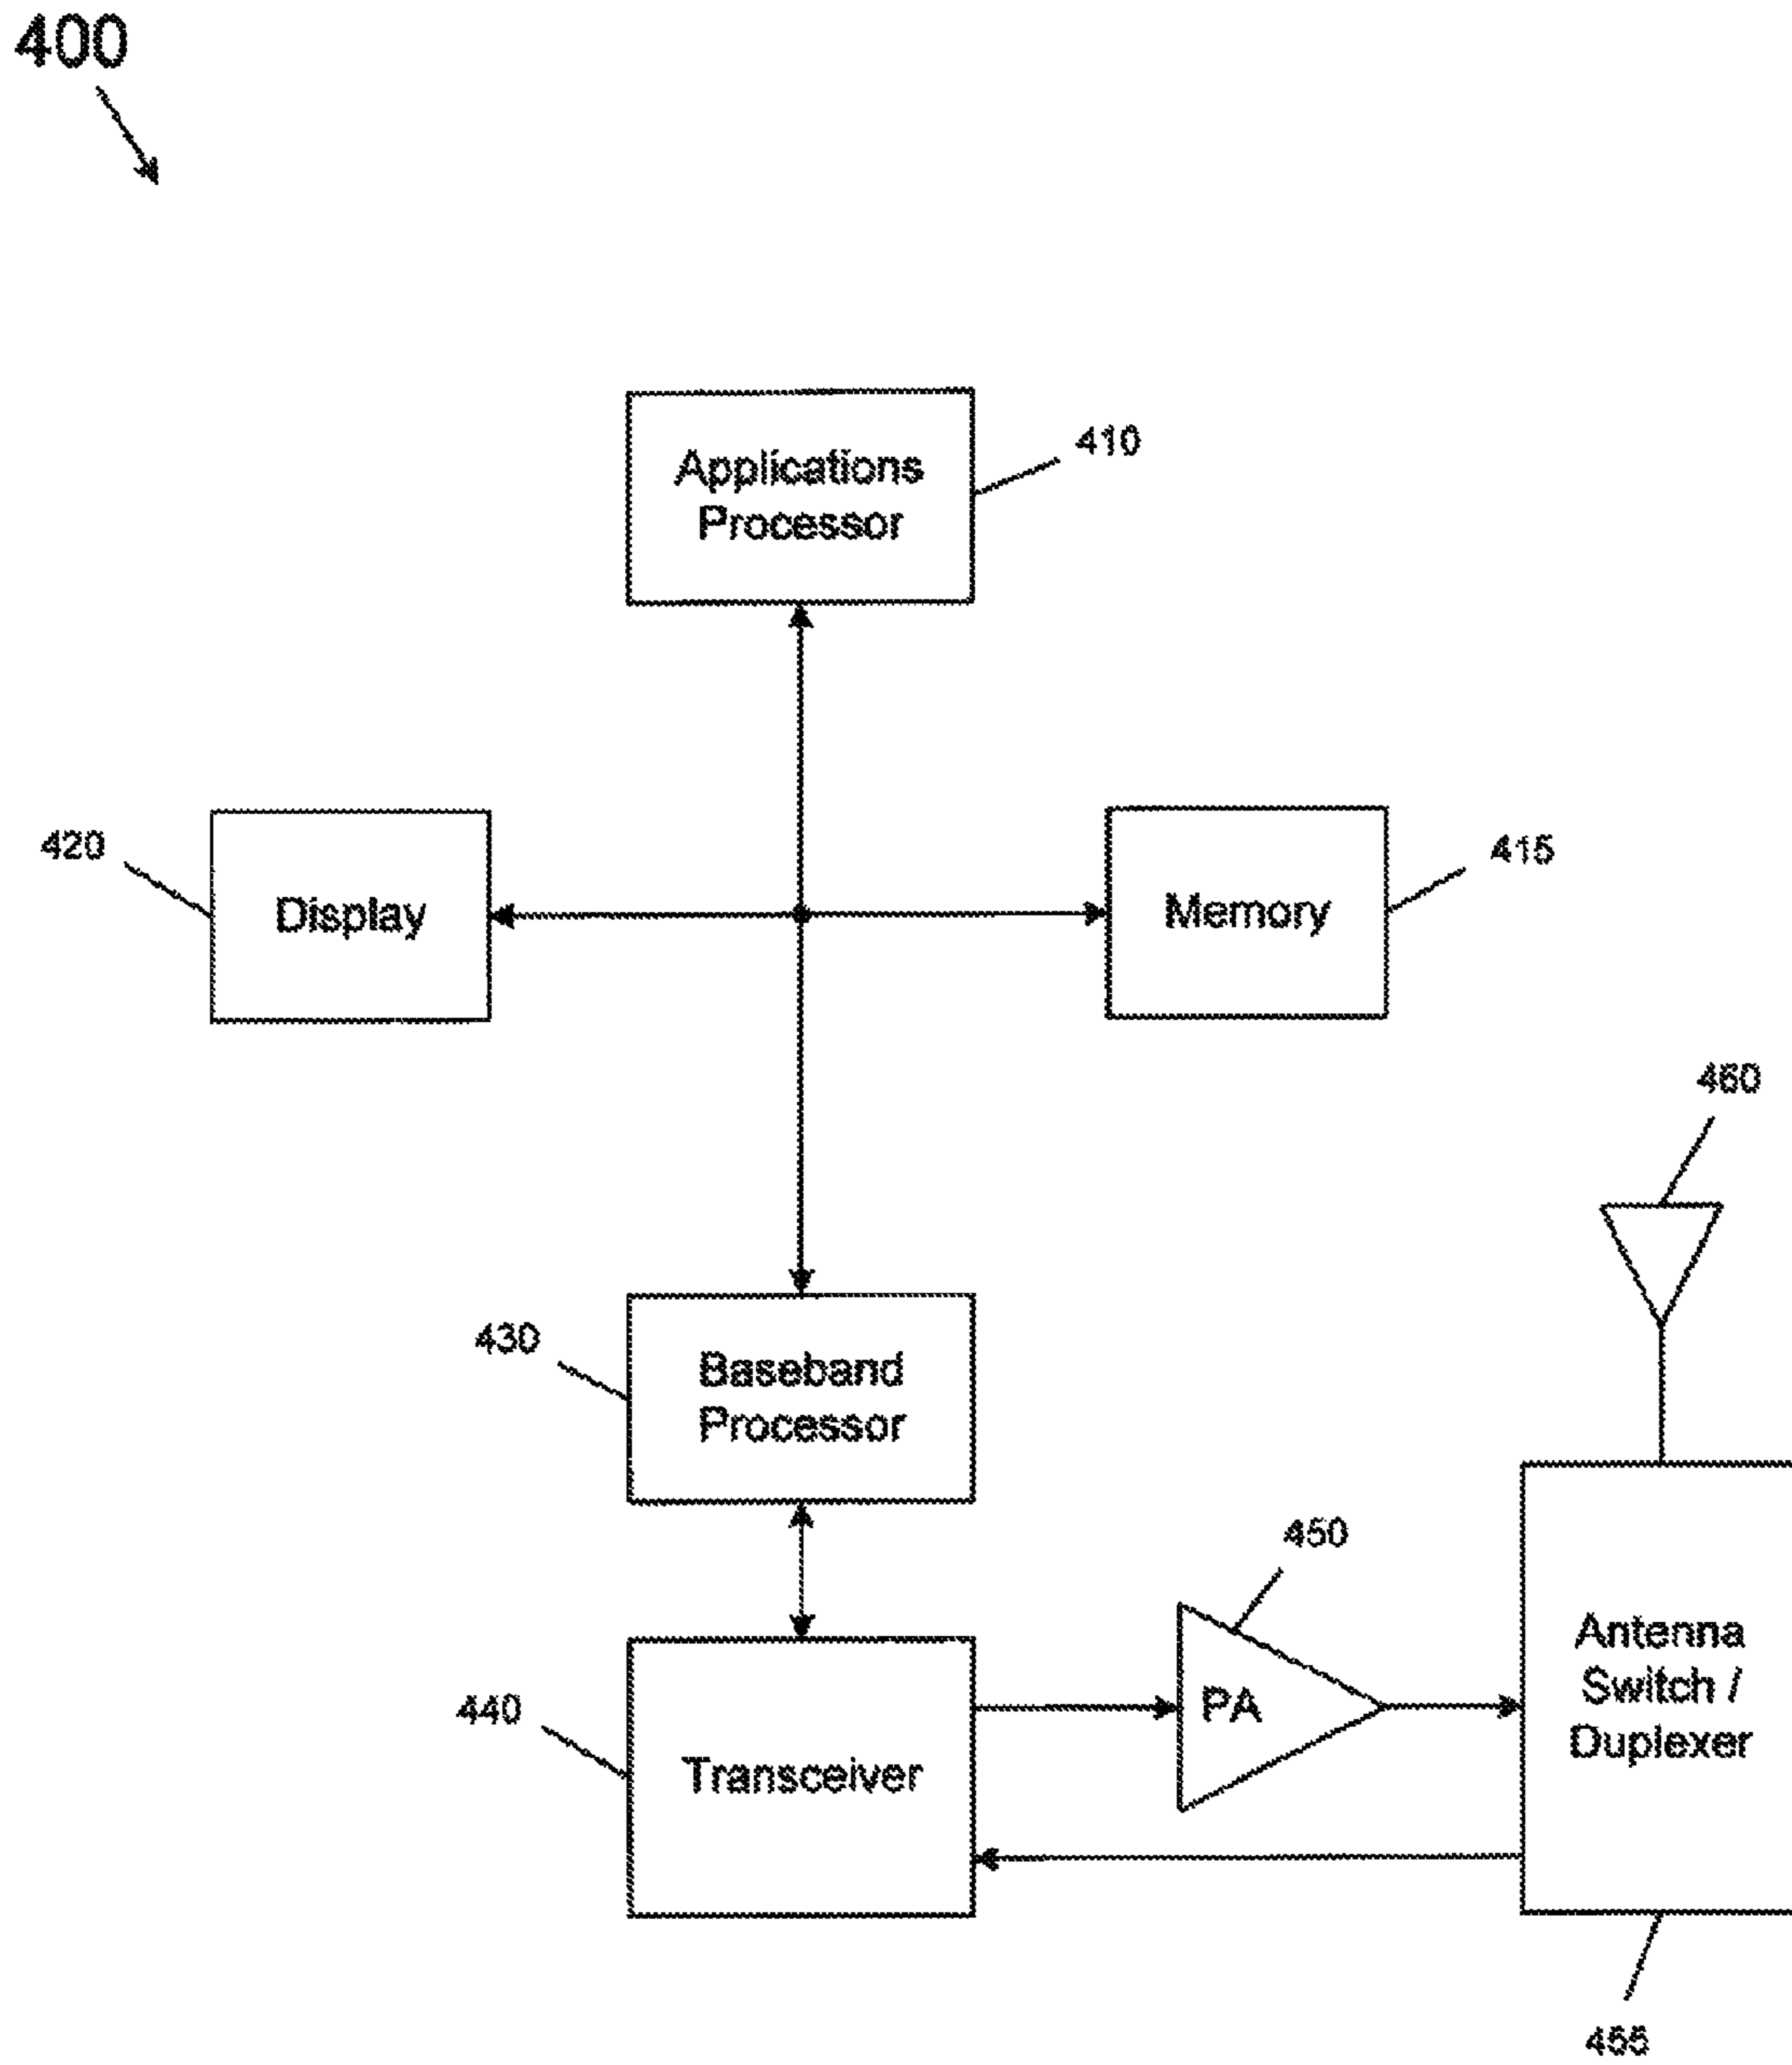 400
Applications
Processor
410
420
Display
Memory
415
460
430
Baseband
Processor
450
PA
Antenna
Switch /
Duplexer
440
Transceiver
455